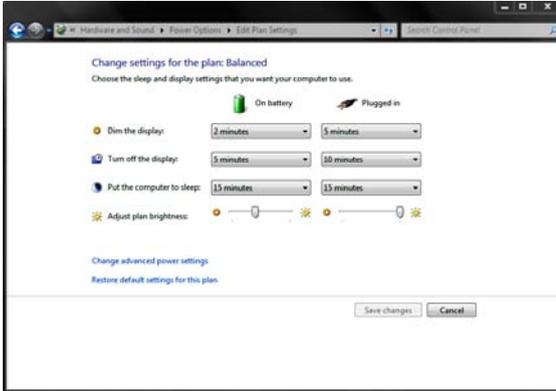 « Hardware and Sound ▸ Power Options ▸ Edit Plan Settings
Search Control Panel
Change settings for the plan: Balanced
Choose the sleep and display settings that you want your computer to use.
On battery Plugged in
Dim the display: 2 minutes 5 minutes
Turn off the display: 5 minutes 10 minutes
Put the computer to sleep: 15 minutes 15 minutes
Adjust plan brightness:
Change advanced power settings
Restore default settings for this plan
Save changes Cancel